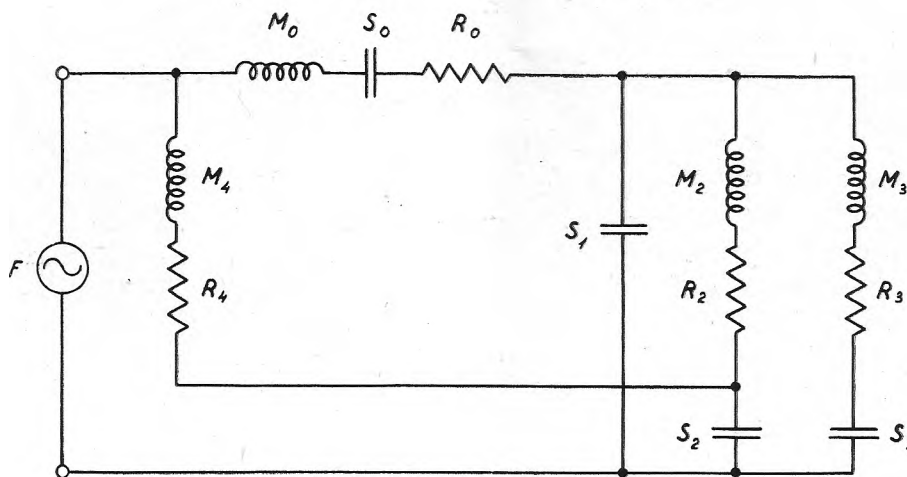 M₀ S₀ R₀
M₄ M₂ M₃
S₁
F R₄ R₂ R₃
S₂ S